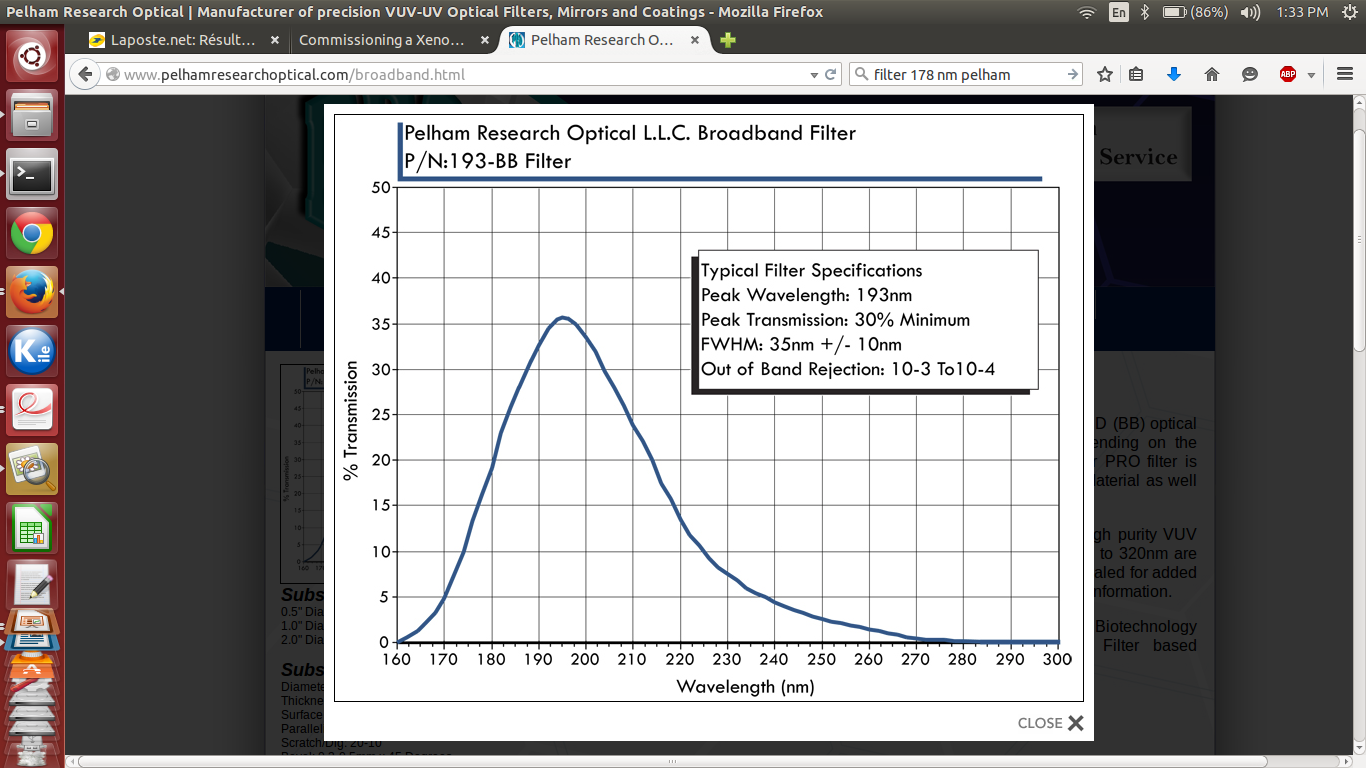 Pelham Research Optical | Manufacturer of precision VUV-UV Optical Filters, Mirrors and Coatings - Mozilla Firefox
En
(86%)
1:33 PM
Laposte.net: Résult...
Commissioning a Xeno...
Pelham Research O...
www.pelhamresearchoptical.com/broadband.html
filter 178 nm pelham
ABP
Service
Pelham Research Optical L.L.C. Broadband Filter
P/N:193-BB Filter
50
45
40
35
30
25
20
15
10
5
0
% Transmission
Typical Filter Specifications
Peak Wavelength: 193nm
Peak Transmission: 30% Minimum
FWHM: 35nm +/- 10nm
Out of Band Rejection: 10-3 To10-4
160 170 180 190 200 210 220 230 240 250 260 270 280 290 300
Wavelength (nm)
CLOSE
D (BB) optical
ending on the
PRO filter is
aterial as well
gh purity VUV
to 320nm are
aled for added
nformation.
Biotechnology
Filter based
Subs
0.5" Dia
1.0" Dia
2.0" Dia
Subs
Diamete
Thickne
Surface
Parallel
Scratch/Dig: 20-10